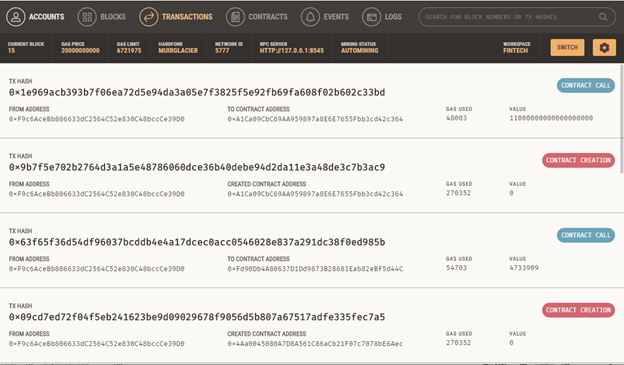 ACCOUNTS BLOCKS TRANSACTIONS CONTRACTS EVENTS LOGS SEARCH FOR BLOCK NUMBERS OR TX HASHES
CURRENT BLOCK GAS PRICE GAS LIMIT HARDFORK NETWORK ID RPC SERVER MINING STATUS WORKSPACE
15 20000000000 6721975 MUIRGLACIER 5777 HTTP://127.0.0.1:8545 AUTOMINING FINTECH SWITCH
TX HASH CONTRACT CALL
0×1e969acb393b7f06ea72d5e94da3a05e7f3825f5e92fb69fa608f02b602c33bd
FROM ADDRESS TO CONTRACT ADDRESS GAS USED VALUE
0×F9c6AceBb806633dC2564C52e830C48bccCe39D0 0×A1Ca09CbC69AA959897a8E6E7655Fbb3cd42c364 48003 11000000000000000000
TX HASH CONTRACT CREATION
0×9b7f5e702b2764d3a1a5e48786060dce36b40debe94d2da11e3a48de3c7b3ac9
FROM ADDRESS CREATED CONTRACT ADDRESS GAS USED VALUE
0×F9c6AceBb806633dC2564C52e830C48bccCe39D0 0×A1Ca09CbC69AA959897a8E6E7655Fbb3cd42c364 270352 0
TX HASH CONTRACT CALL
0×63f65f36d54df96037bcddb4e4a17dcec0acc0546028e837a291dc38f0ed985b
FROM ADDRESS TO CONTRACT ADDRESS GAS USED VALUE
0×F9c6AceBb806633dC2564C52e830C48bccCe39D0 0×Fd90Db4A80637D1Dd9873B28681Eab82eBf5d44C 54703 4733909
TX HASH CONTRACT CREATION
0×09cd7ed72f04f5eb241623be9d09029678f9056d5b807a67517adfe335fec7a5
FROM ADDRESS CREATED CONTRACT ADDRESS GAS USED VALUE
0×F9c6AceBb806633dC2564C52e830C48bccCe39D0 0×4Aa0045080A7D8A561C86aCb21F07c7078bE6Aec 270352 0